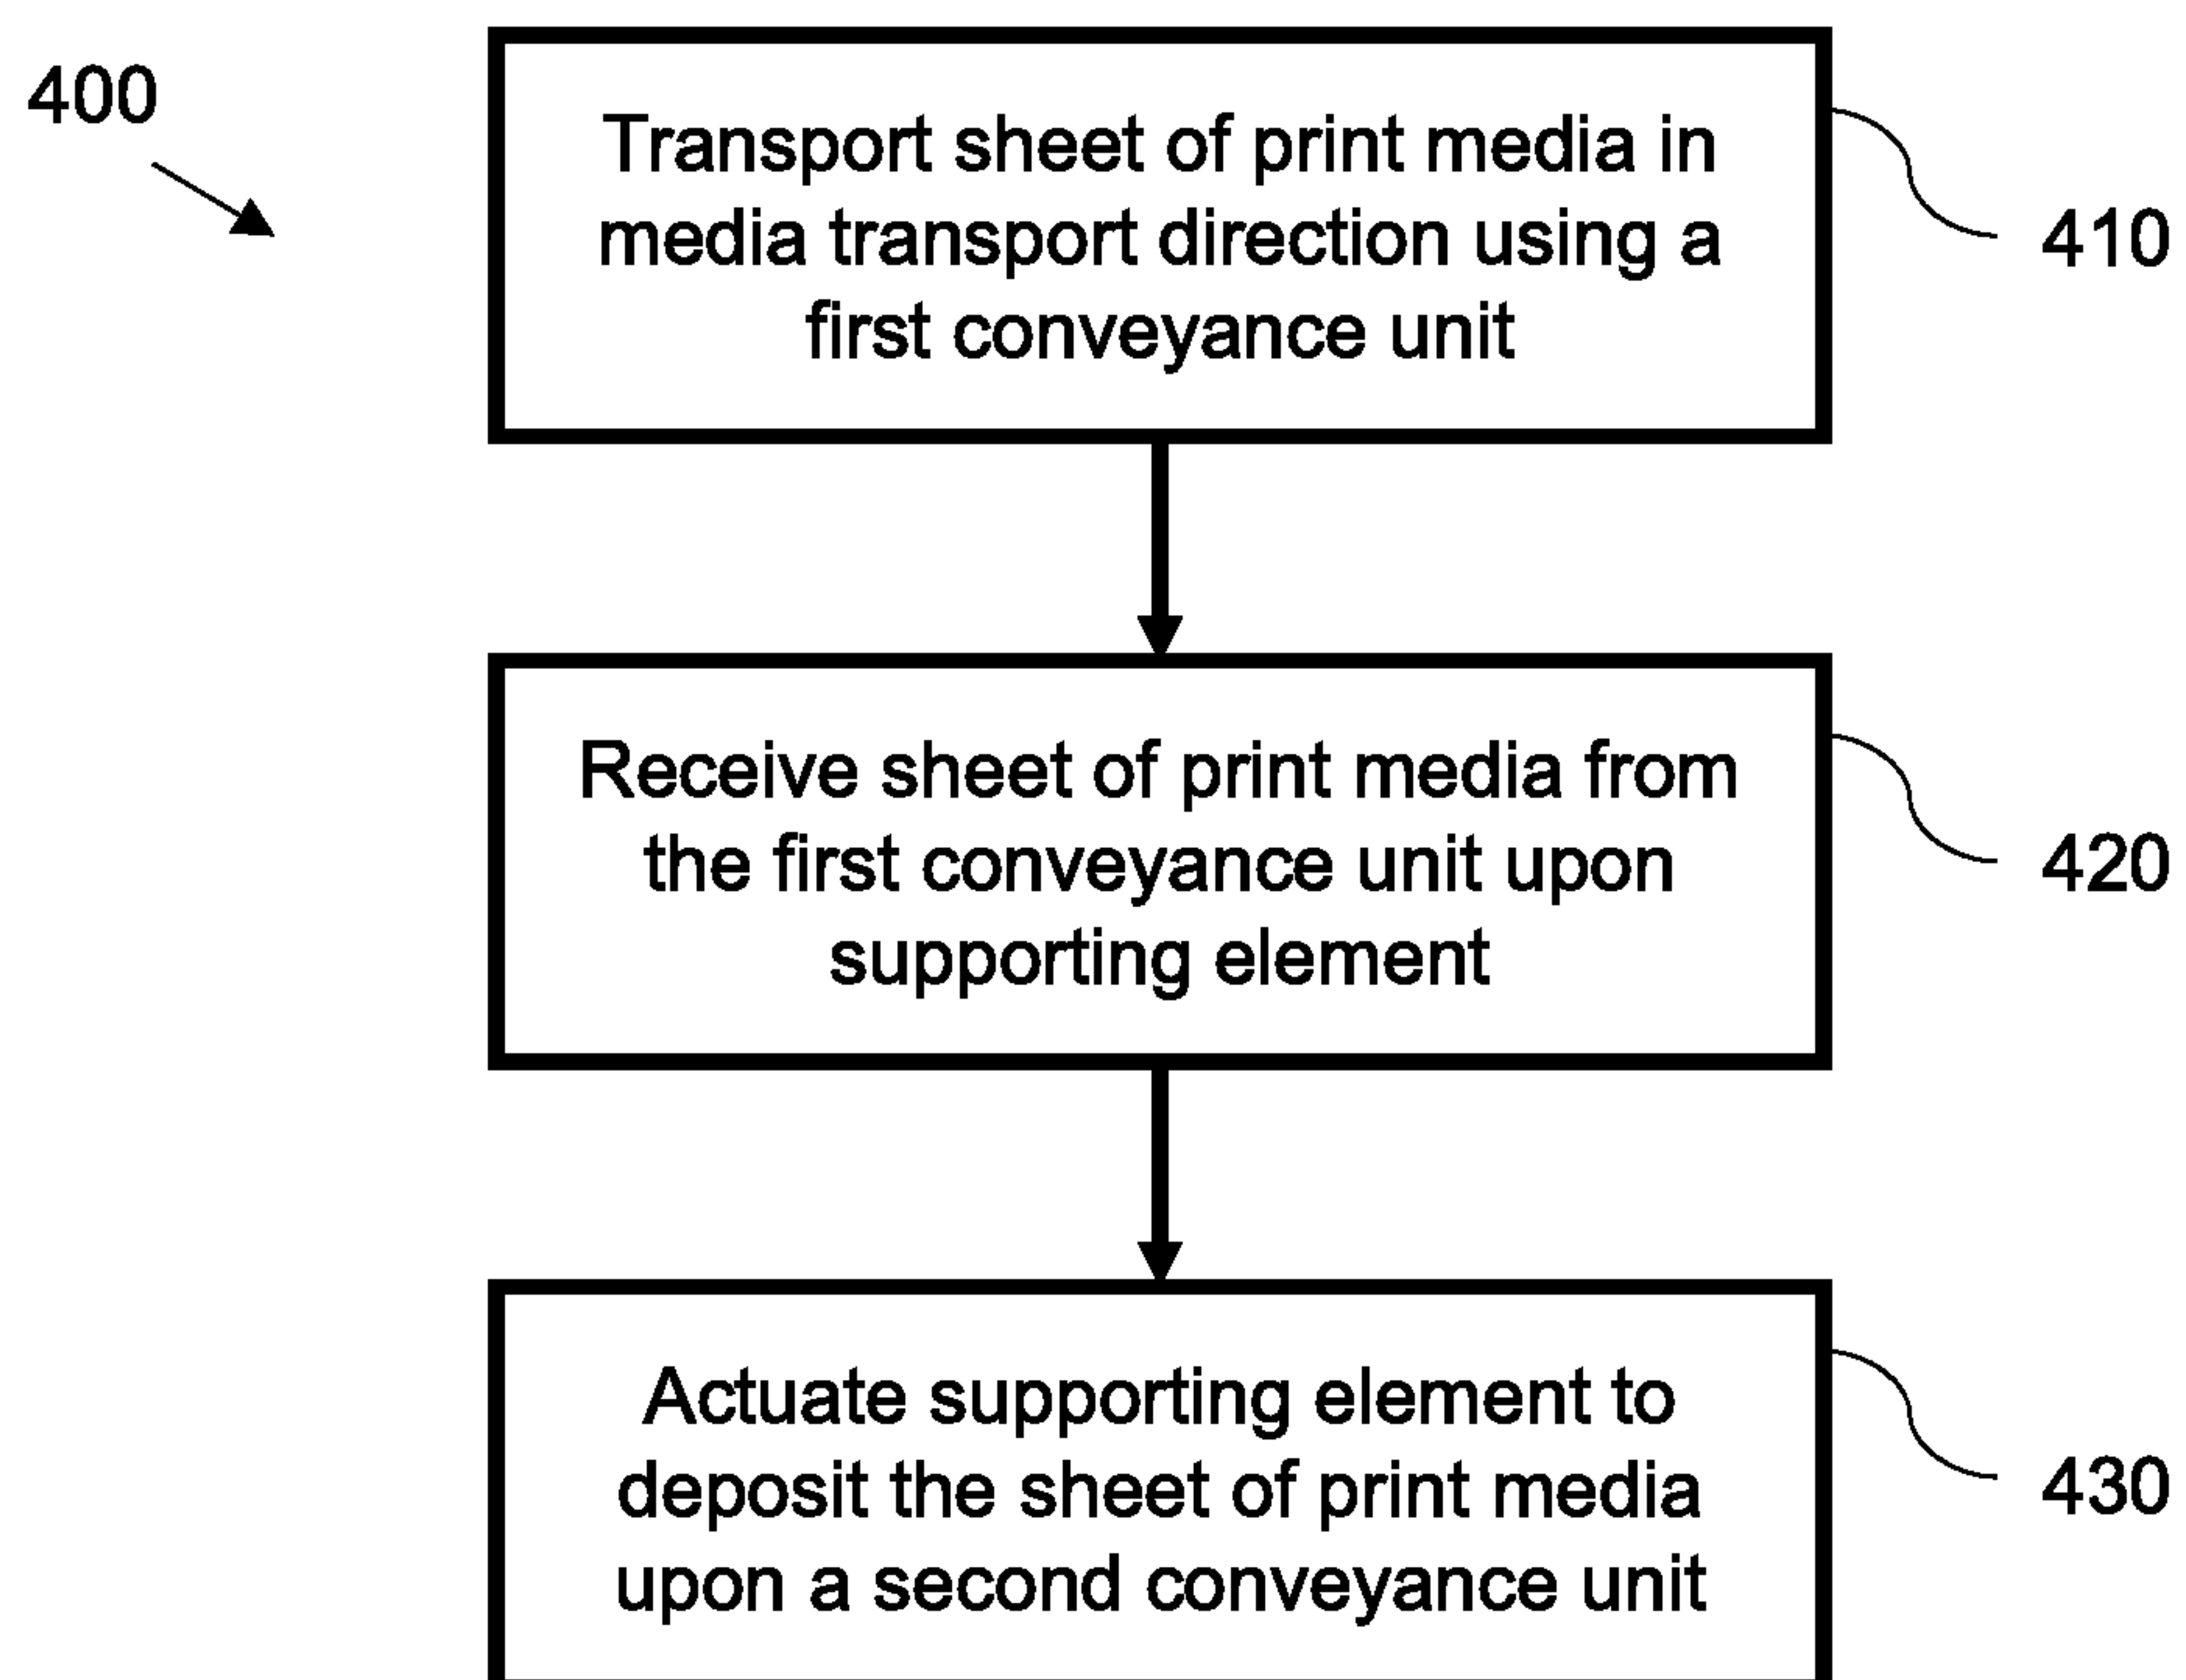 400
Transport sheet of print media in
media transport direction using a
first conveyance unit
410
Receive sheet of print media from
the first conveyance unit upon
supporting element
420
Actuate supporting element to
deposit the sheet of print media
upon a second conveyance unit
430